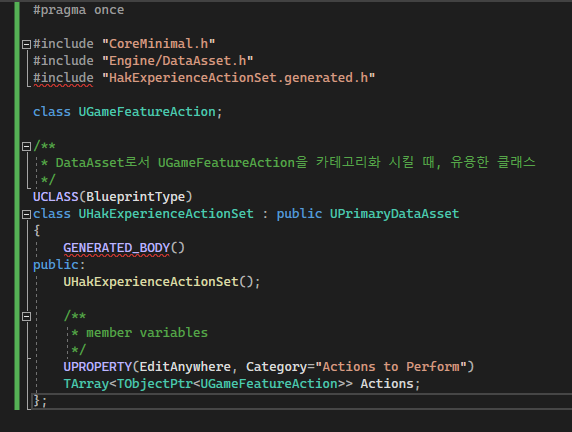 #pragma once
#include "CoreMinimal.h"
#include "Engine/DataAsset.h"
#include "HakExperienceActionSet.generated.h"
class UGameFeatureAction;
/**
 * DataAsset로서 UGameFeatureAction을 카테고리화 시킬 때, 유용한 클래스
 */
UCLASS(BlueprintType)
class UHakExperienceActionSet : public UPrimaryDataAsset
{
    GENERATED_BODY()
public:
    UHakExperienceActionSet();
    /**
     * member variables
     */
    UPROPERTY(EditAnywhere, Category="Actions to Perform")
    TArray<TObjectPtr<UGameFeatureAction>> Actions;
};